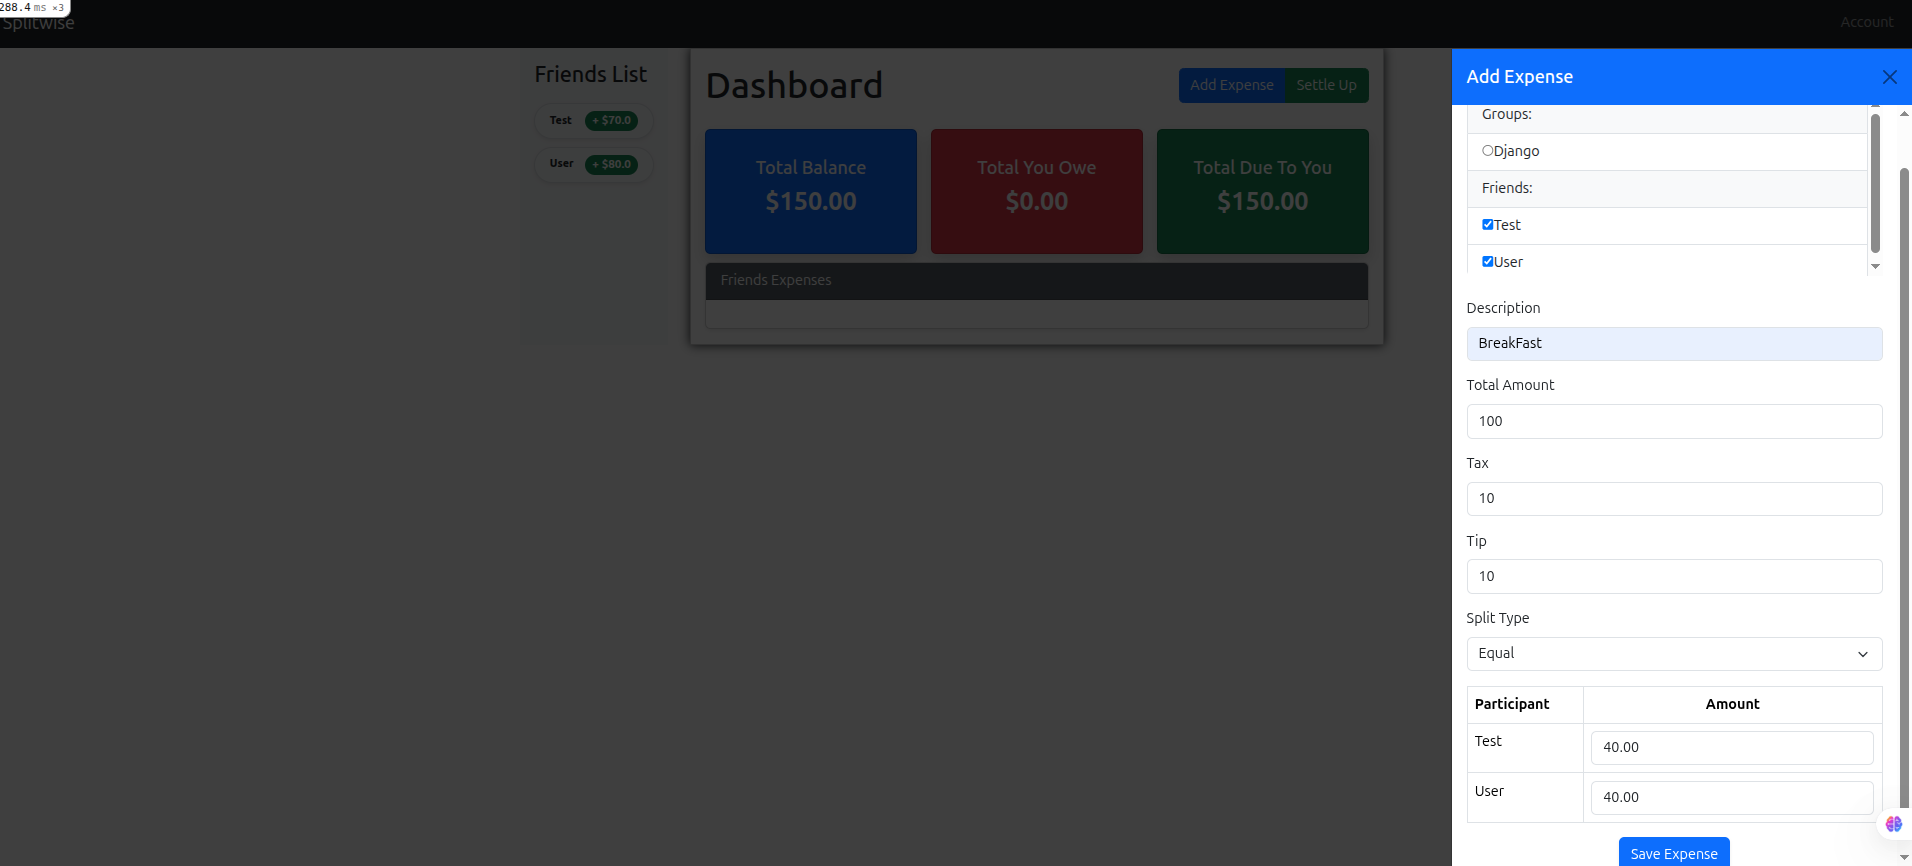 288.4 ms ×3
Splitwise
Account
Friends List
Test + $70.0
User + $80.0
Dashboard
Add Expense Settle Up
Total Balance
$150.00
Total You Owe
$0.00
Total Due To You
$150.00
Friends Expenses
Add Expense
Groups:
Django
Friends:
Test
User
Description
BreakFast
Total Amount
100
Tax
10
Tip
10
Split Type
Equal
Participant Amount
Test 40.00
User 40.00
Save Expense